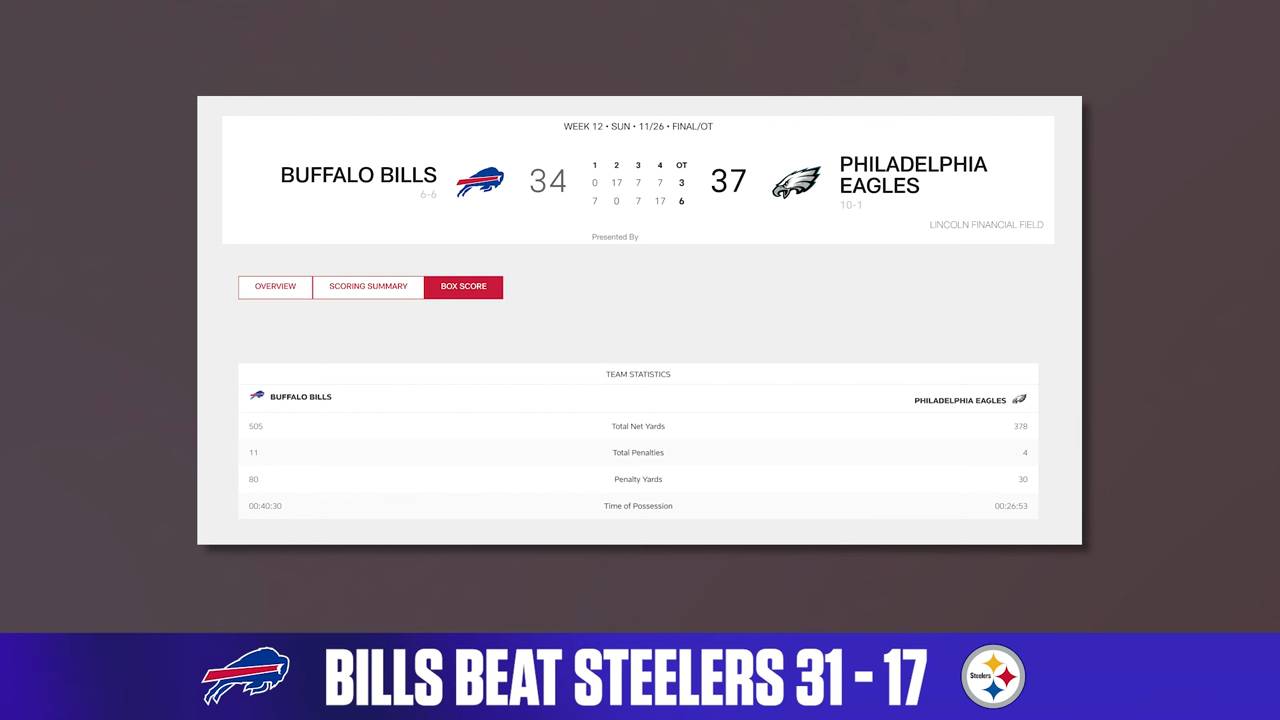 WEEK 12 • SUN • 11/26 • FINAL/OT
BUFFALO BILLS
6-6
34
1 2 3 4 OT
0 17 7 7 3
7 0 7 17 6
37
PHILADELPHIA
EAGLES
10-1
LINCOLN FINANCIAL FIELD
Presented By
OVERVIEW SCORING SUMMARY BOX SCORE
TEAM STATISTICS
BUFFALO BILLS PHILADELPHIA EAGLES
505 Total Net Yards 378
11 Total Penalties 4
80 Penalty Yards 30
00:40:30 Time of Possession 00:26:53
BILLS BEAT STEELERS 31 - 17
Steelers